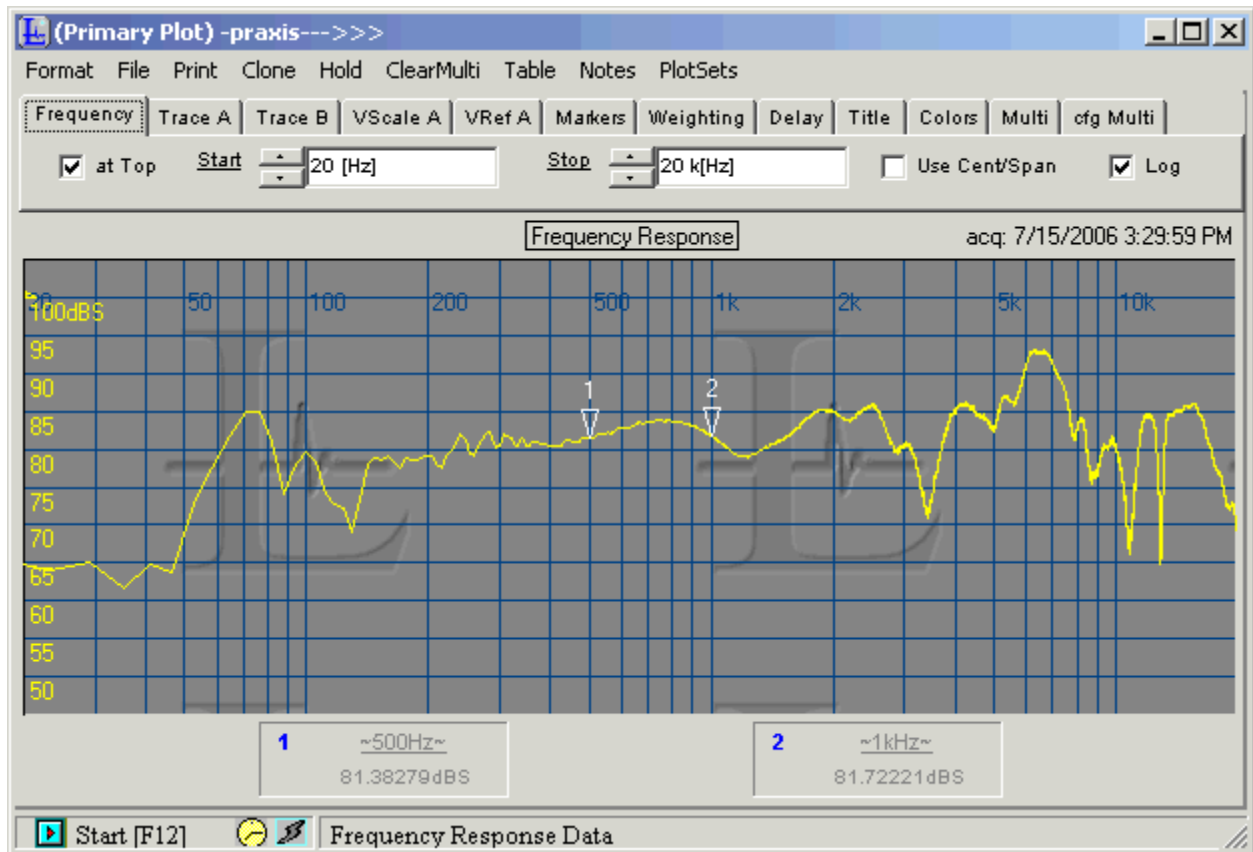 (Primary Plot) -praxis--->>>
Format File Print Clone Hold ClearMulti Table Notes PlotSets
Frequency Trace A Trace B VScale A VRef A Markers Weighting Delay Title Colors Multi cfg Multi
at Top Start 20 [Hz] Stop 20 k[Hz] Use Cent/Span Log
Frequency Response acq: 7/15/2006 3:29:59 PM
20 50 100 200 500 1k 2k 5k 10k
100dBS
95
90
1 2
85
80
75
70
65
60
55
50
1 ~500Hz~ 2 ~1kHz~
81.38279dBS 81.72221dBS
Start [F12] Frequency Response Data